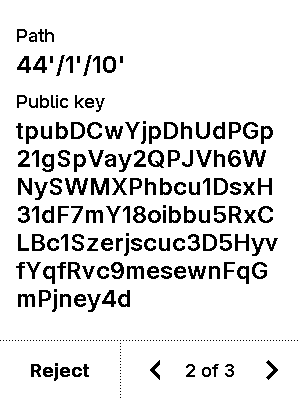 Path
44'/1'/10'
Public key
tpubDCwYjpDhUdPGp
21gSpVay2QPJVh6W
NySWMXPhbcu1DsxH
31dF7mY18oibbu5RxC
LBc1Szerjscuc3D5Hyv
fYqfRvc9mesewnFqG
mPjney4d
Reject
2 of 3